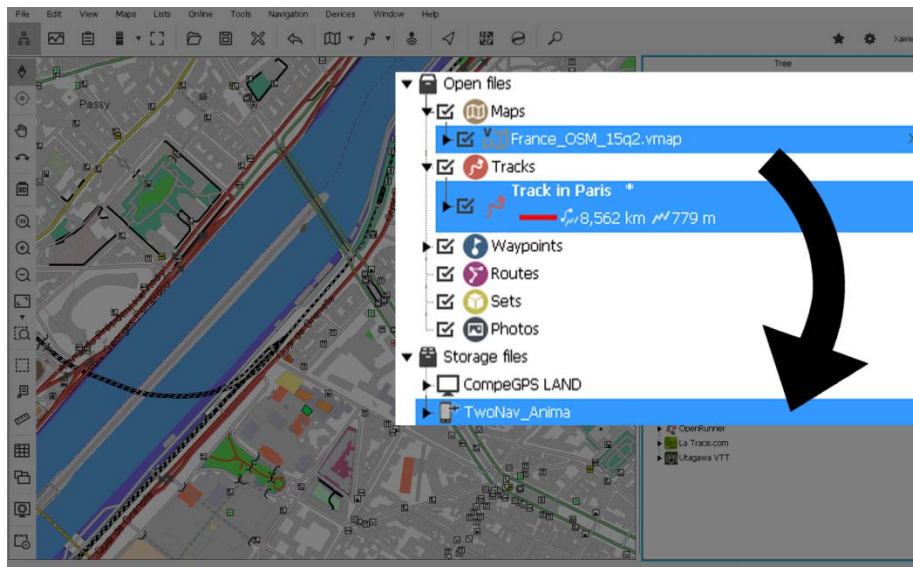 File Edit View Maps Lists Online Tools Navigation Devices Window Help
Xavie
Tree
Passy
Open files
Maps
France_OSM_15q2.vmap
Tracks
Track in Paris *
8,562 km 779 m
Waypoints
Routes
Sets
Photos
Storage files
CompeGPS LAND
TwoNav_Anima
OpenRunner
La Trace.com
Utagawa VTT